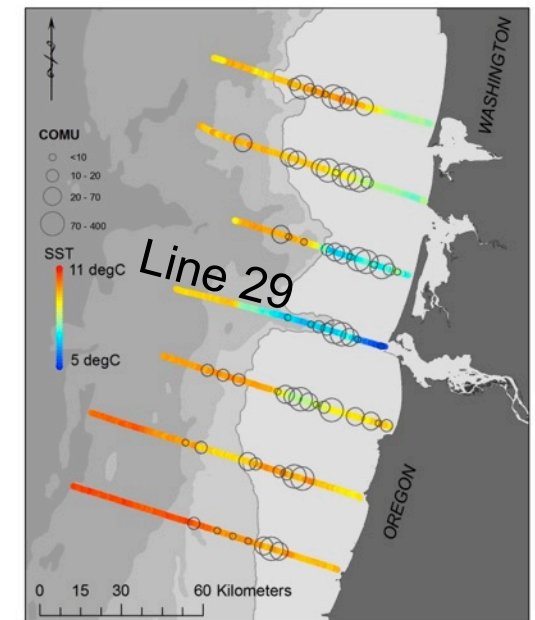 WASHINGTON
COMU
<10
10 - 20
20 - 70
70 - 400
SST
11 degC
5 degC
Line 29
OREGON
0 15 30 60 Kilometers